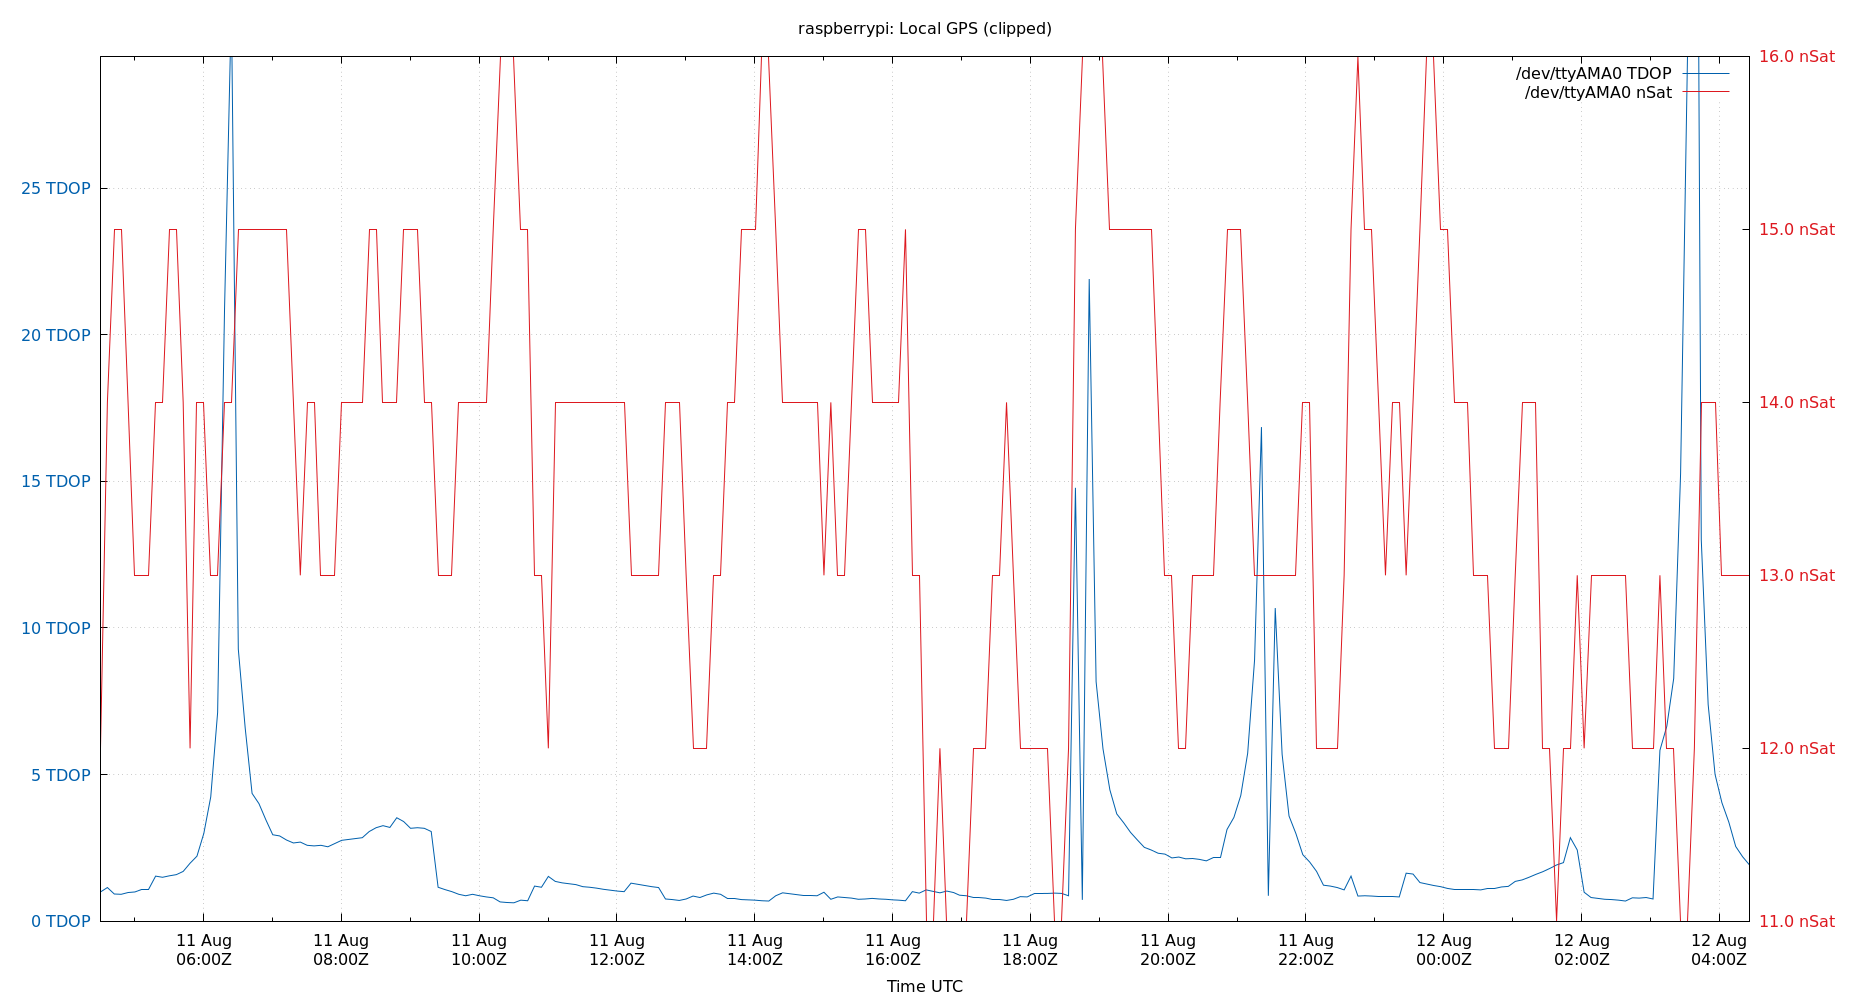 raspberrypi: Local GPS (clipped)
/dev/ttyAMA0 TDOP
/dev/ttyAMA0 nSat
25 TDOP
20 TDOP
15 TDOP
10 TDOP
5 TDOP
0 TDOP
16.0 nSat
15.0 nSat
14.0 nSat
13.0 nSat
12.0 nSat
11.0 nSat
11 Aug
06:00Z
11 Aug
08:00Z
11 Aug
10:00Z
11 Aug
12:00Z
11 Aug
14:00Z
11 Aug
16:00Z
11 Aug
18:00Z
11 Aug
20:00Z
11 Aug
22:00Z
12 Aug
00:00Z
12 Aug
02:00Z
12 Aug
04:00Z
Time UTC